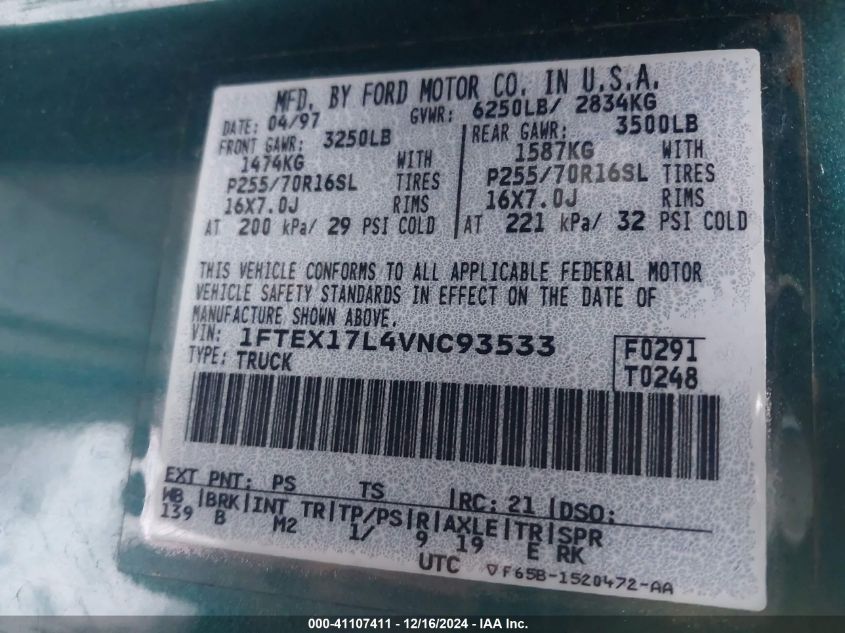 MFD. BY FORD MOTOR CO. IN U.S.A.
DATE: 04/97 GVWR: 6250LB/ 2834KG
FRONT GAWR: 3250LB REAR GAWR: 3500LB
1474KG WITH 1587KG WITH
P255/70R16SL TIRES P255/70R16SL TIRES
16X7.0J RIMS 16X7.0J RIMS
AT 200 kPa/ 29 PSI COLD AT 221 kPa/ 32 PSI COLD
THIS VEHICLE CONFORMS TO ALL APPLICABLE FEDERAL MOTOR
VEHICLE SAFETY STANDARDS IN EFFECT ON THE DATE OF
MANUFACTURE SHOWN ABOVE.
VIN: 1FTEX17L4VNC93533 F0291
TYPE: TRUCK T0248
EXT PNT: PS TS RC: 21 DSO:
WB BRK INT TR TP/PS R AXLE TR SPR
139 B M2 1/ 9 19 E RK
UTC ▽F65B-1520472-AA
000-41107411 - 12/16/2024 - IAA Inc.